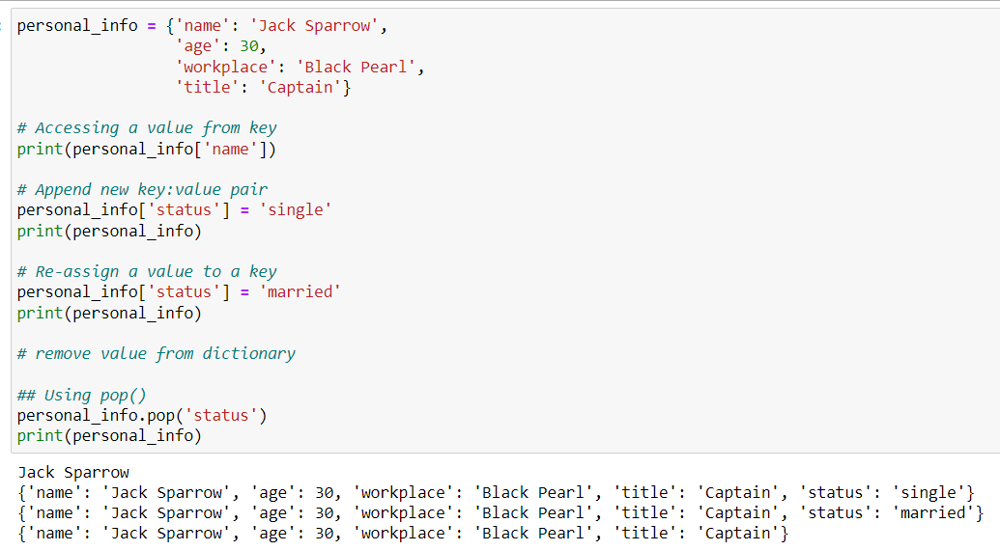 personal_info = {'name': 'Jack Sparrow',
                 'age': 30,
                 'workplace': 'Black Pearl',
                 'title': 'Captain'}

# Accessing a value from key
print(personal_info['name'])

# Append new key:value pair
personal_info['status'] = 'single'
print(personal_info)

# Re-assign a value to a key
personal_info['status'] = 'married'
print(personal_info)

# remove value from dictionary

## Using pop()
personal_info.pop('status')
print(personal_info)

Jack Sparrow
{'name': 'Jack Sparrow', 'age': 30, 'workplace': 'Black Pearl', 'title': 'Captain', 'status': 'single'}
{'name': 'Jack Sparrow', 'age': 30, 'workplace': 'Black Pearl', 'title': 'Captain', 'status': 'married'}
{'name': 'Jack Sparrow', 'age': 30, 'workplace': 'Black Pearl', 'title': 'Captain'}